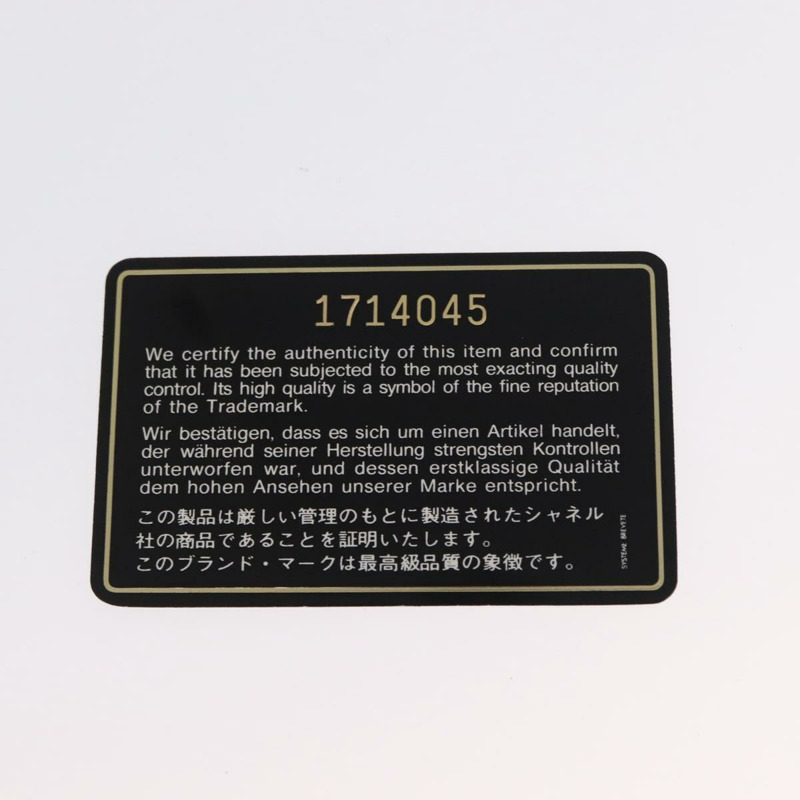 1714045
We certify the authenticity of this item and confirm
that it has been subjected to the most exacting quality
control. Its high quality is a symbol of the fine reputation
of the Trademark.
Wir bestätigen, dass es sich um einen Artikel handelt,
der während seiner Herstellung strengsten Kontrollen
unterworfen war, und dessen erstklassige Qualität
dem hohen Ansehen unserer Marke entspricht.
この製品は厳しい管理のもとに製造されたシャネル
社の商品であることを証明いたします。
このブランド・マークは最高級品質の象徴です。
SYSTEME BREVETE